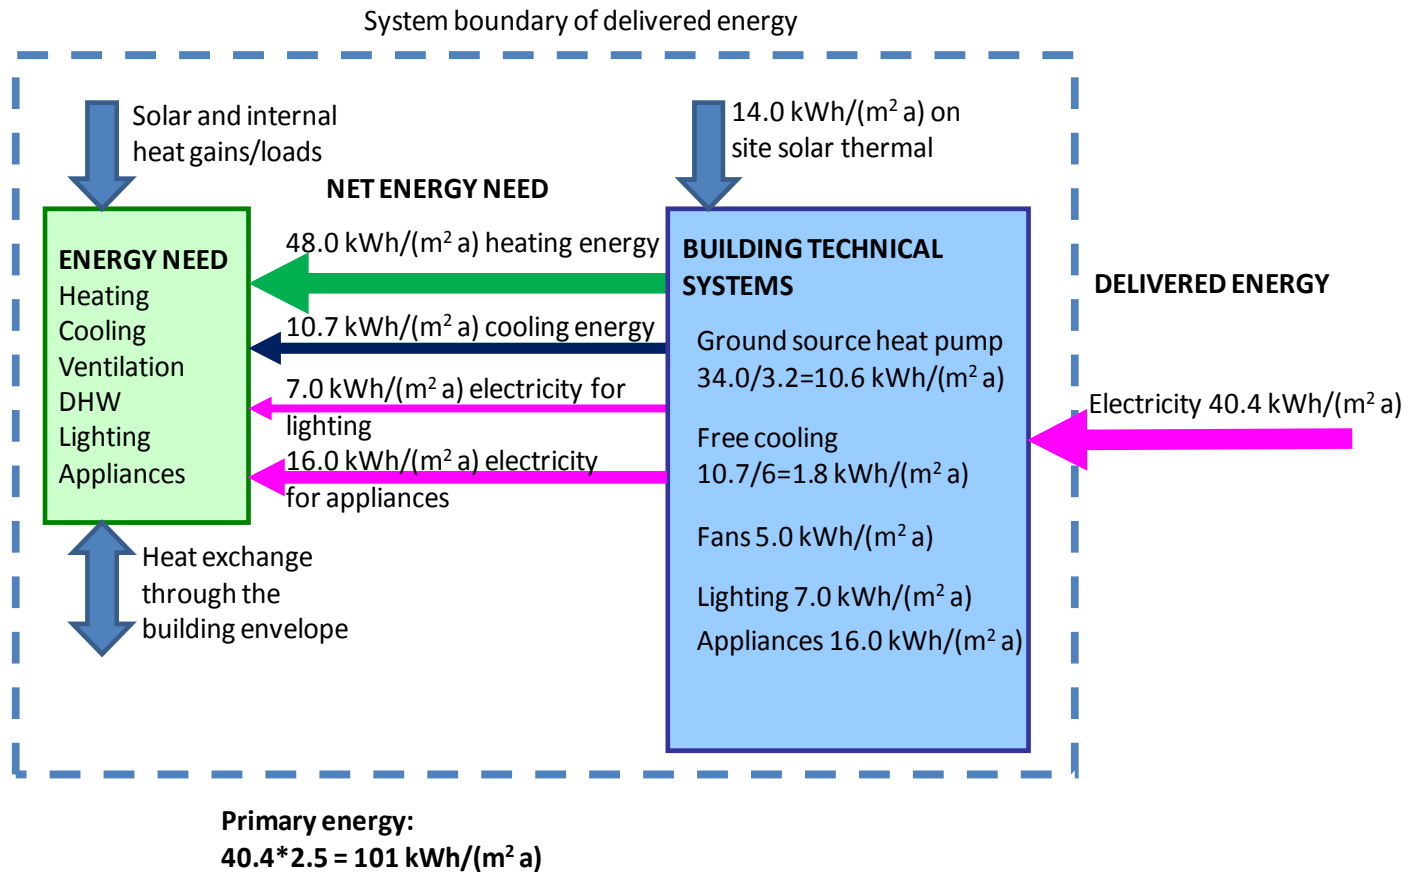 System boundary of delivered energy
Solar and internal
heat gains/loads
14.0 kWh/(m² a) on
site solar thermal
NET ENERGY NEED
ENERGY NEED
Heating
Cooling
Ventilation
DHW
Lighting
Appliances
48.0 kWh/(m² a) heating energy
10.7 kWh/(m² a) cooling energy
7.0 kWh/(m² a) electricity for
lighting
16.0 kWh/(m² a) electricity
for appliances
BUILDING TECHNICAL
SYSTEMS
Ground source heat pump
34.0/3.2=10.6 kWh/(m² a)
Free cooling
10.7/6=1.8 kWh/(m² a)
Fans 5.0 kWh/(m² a)
Lighting 7.0 kWh/(m² a)
Appliances 16.0 kWh/(m² a)
DELIVERED ENERGY
Electricity 40.4 kWh/(m² a)
Heat exchange
through the
building envelope
Primary energy:
40.4*2.5 = 101 kWh/(m² a)